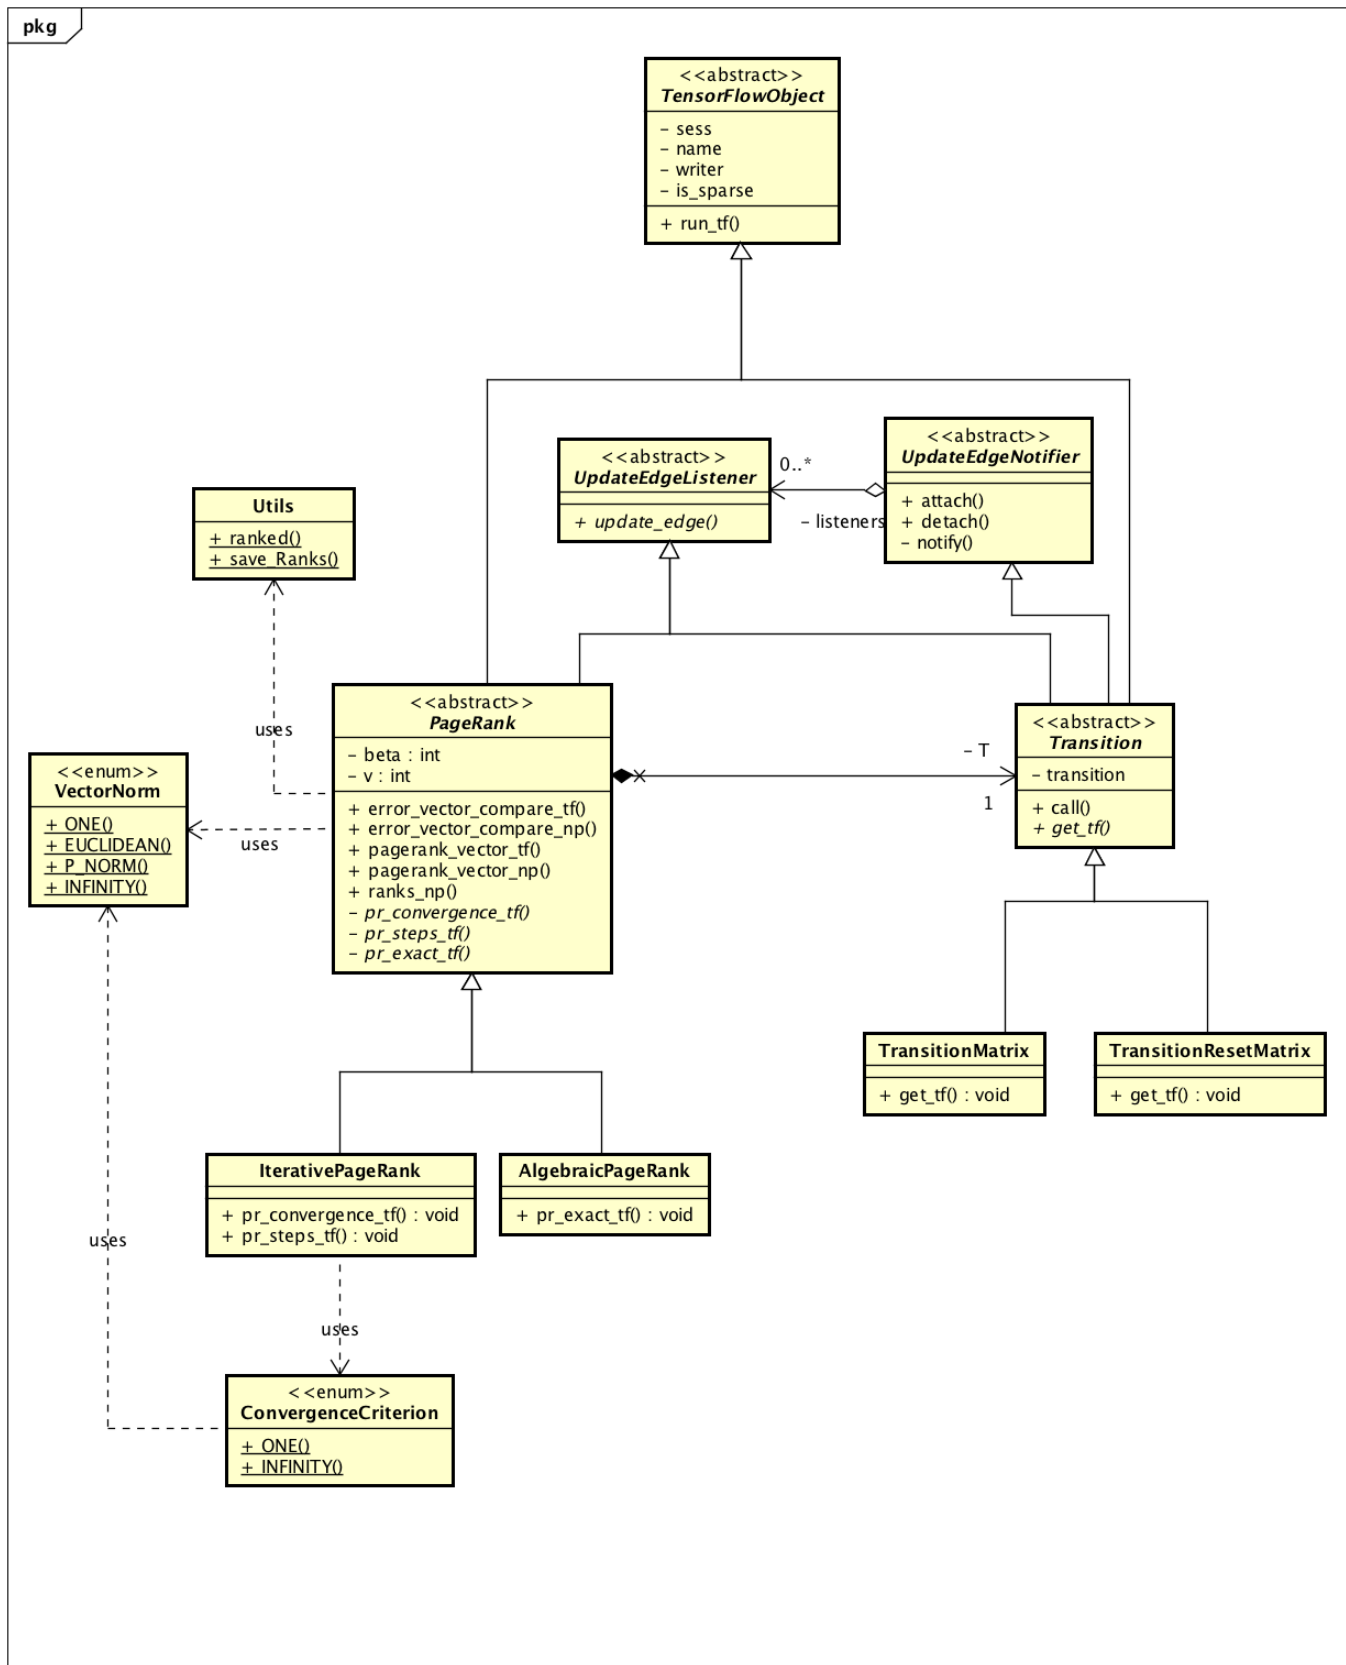 pkg
<<abstract>>
TensorFlowObject
– sess
– name
– writer
– is_sparse
+ run_tf()
<<abstract>>
UpdateEdgeListener
+ update_edge()
0..*
– listeners
<<abstract>>
UpdateEdgeNotifier
+ attach()
+ detach()
– notify()
Utils
+ ranked()
+ save_Ranks()
uses
<<enum>>
VectorNorm
+ ONE()
+ EUCLIDEAN()
+ P_NORM()
+ INFINITY()
uses
<<abstract>>
PageRank
– beta : int
– v : int
+ error_vector_compare_tf()
+ error_vector_compare_np()
+ pagerank_vector_tf()
+ pagerank_vector_np()
+ ranks_np()
– pr_convergence_tf()
– pr_steps_tf()
– pr_exact_tf()
– T
1
<<abstract>>
Transition
– transition
+ call()
+ get_tf()
TransitionMatrix
+ get_tf() : void
TransitionResetMatrix
+ get_tf() : void
IterativePageRank
+ pr_convergence_tf() : void
+ pr_steps_tf() : void
AlgebraicPageRank
+ pr_exact_tf() : void
uses
uses
<<enum>>
ConvergenceCriterion
+ ONE()
+ INFINITY()